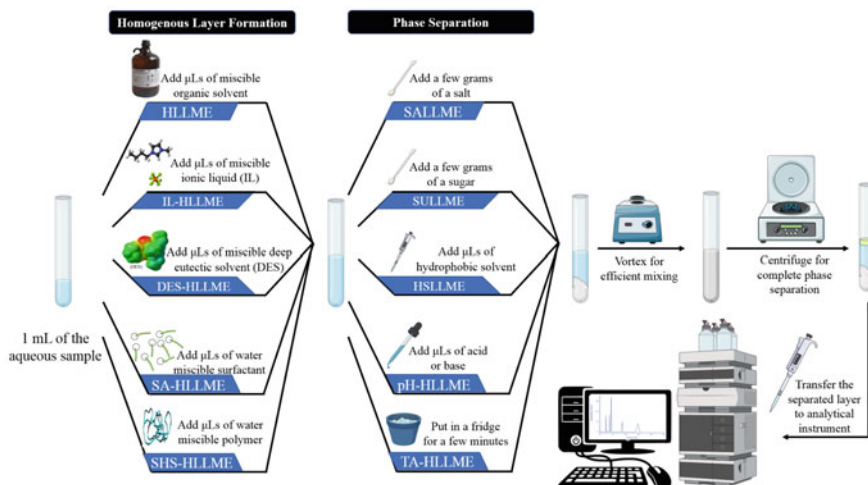 Homogenous Layer Formation
Phase Separation
Add μLs of miscible
organic solvent
HLLME
Add μLs of miscible
ionic liquid (IL)
IL-HLLME
Add μLs of miscible deep
eutectic solvent (DES)
DES-HLLME
1 mL of the
aqueous sample
Add μLs of water
miscible surfactant
SA-HLLME
Add μLs of water
miscible polymer
SHS-HLLME
Add a few grams
of a salt
SALLME
Add a few grams
of a sugar
SULLME
Add μLs of
hydrophobic solvent
HSLLME
Add μLs of acid
or base
pH-HLLME
Put in a fridge
for a few minutes
TA-HLLME
Vortex for
efficient mixing
Centrifuge for
complete phase
separation
Transfer the
separated layer
to analytical
instrument